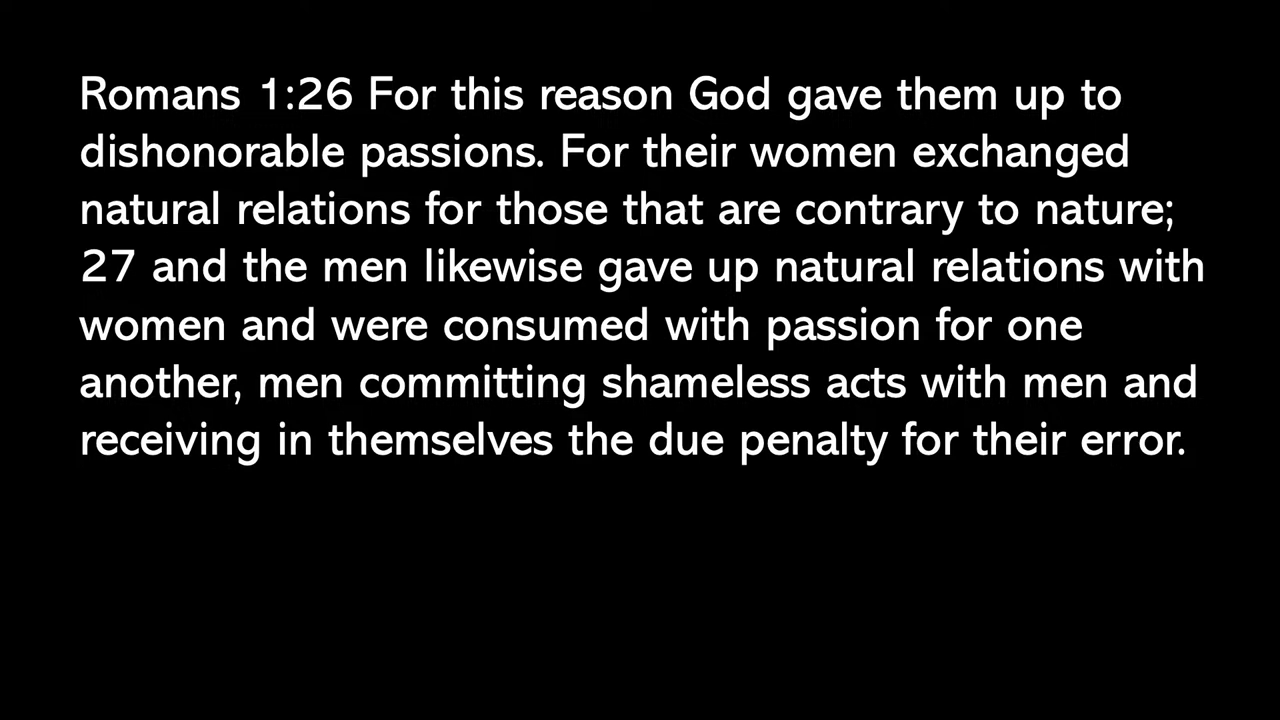 Romans 1:26 For this reason God gave them up to
dishonorable passions. For their women exchanged
natural relations for those that are contrary to nature;
27 and the men likewise gave up natural relations with
women and were consumed with passion for one
another, men committing shameless acts with men and
receiving in themselves the due penalty for their error.